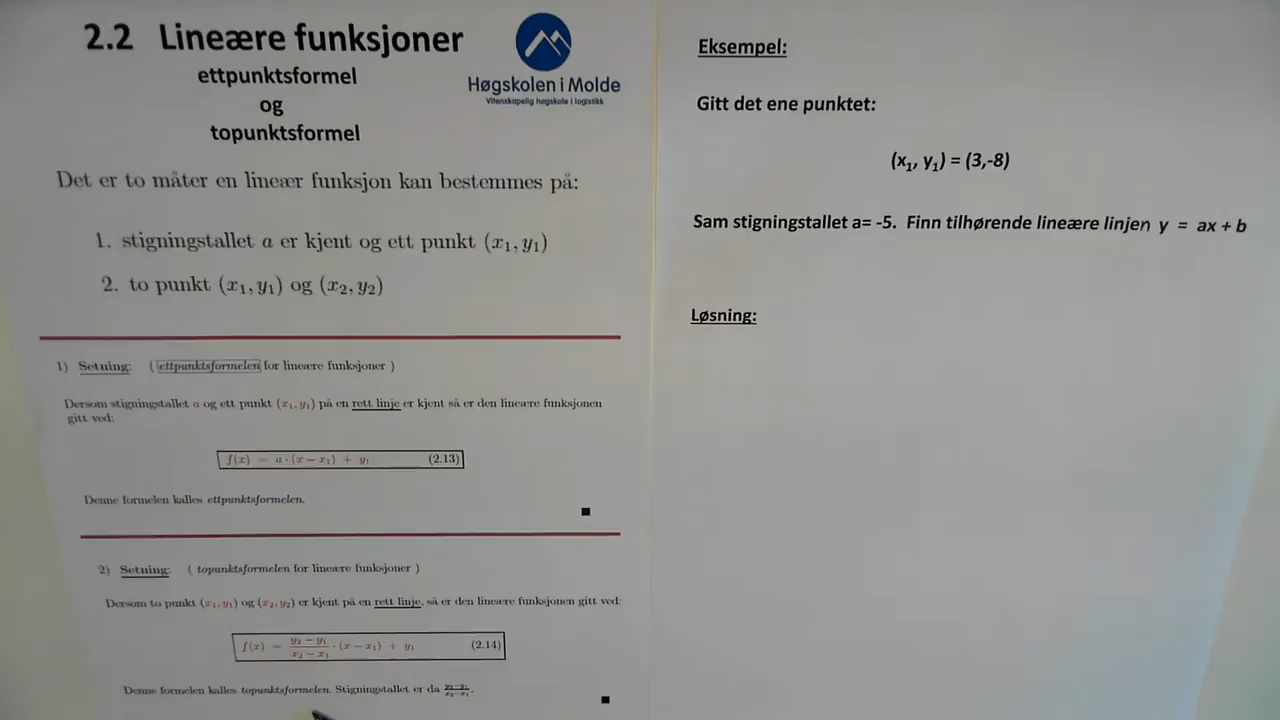 2.2 Lineære funksjoner
ettpunktsformel
og
topunktsformel
Høgskolen i Molde
Vitenskapelig høgskole i logistikk
Det er to måter en lineær funksjon kan bestemmes på:
1. stigningstallet a er kjent og ett punkt (x₁, y₁)
2. to punkt (x₁, y₁) og (x₂, y₂)
1) Setning: ( ettpunktsformelen for lineære funksjoner )
Dersom stigningstallet a og ett punkt (x₁, y₁) på en rett linje er kjent så er den lineære funksjonen
gitt ved:
f(x) = a · (x − x₁) + y₁ (2.13)
Denne formelen kalles ettpunktsformelen.
2) Setning: ( topunktsformelen for lineære funksjoner )
Dersom to punkt (x₁, y₁) og (x₂, y₂) er kjent på en rett linje, så er den lineære funksjonen gitt ved:
f(x) = (y₂ − y₁)/(x₂ − x₁) · (x − x₁) + y₁ (2.14)
Denne formelen kalles topunktsformelen. Stigningstallet er da (y₂−y₁)/(x₂−x₁).
Eksempel:
Gitt det ene punktet:
(x₁, y₁) = (3,-8)
Sam stigningstallet a= -5. Finn tilhørende lineære linjen y = ax + b
Løsning: